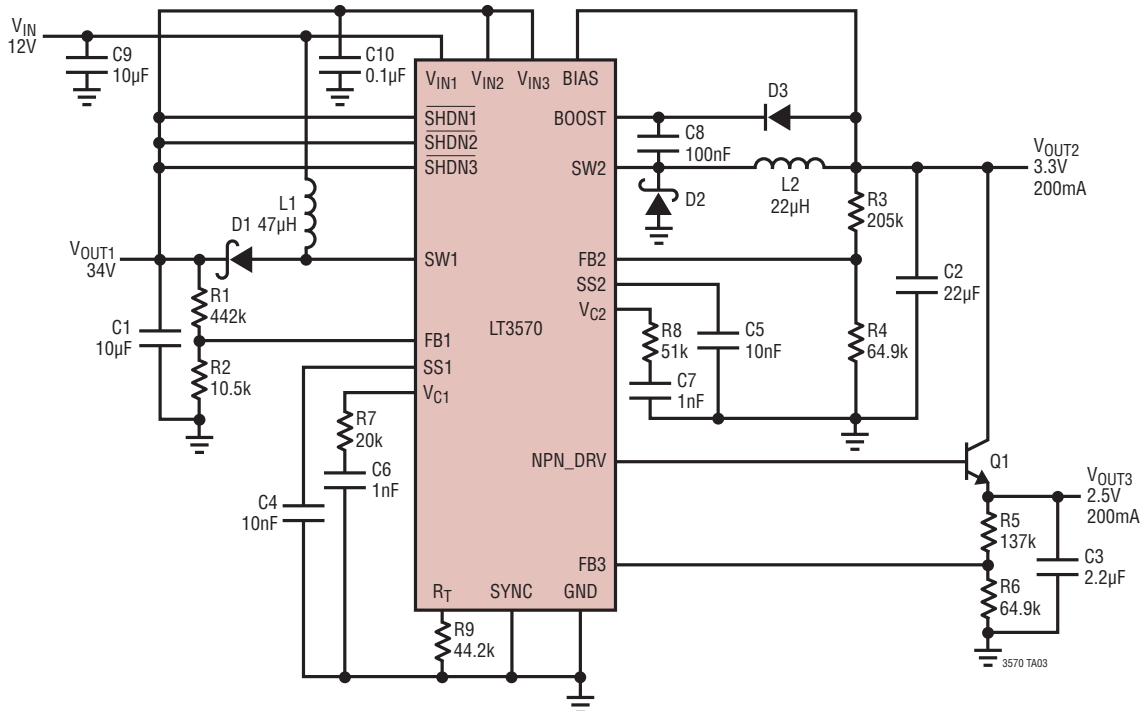 VIN
12V
C9
10µF
C10
0.1µF
VIN1 VIN2 VIN3 BIAS
SHDN1
SHDN2
SHDN3
BOOST
SW2
D3
C8
100nF
D2
L2
22µH
VOUT2
3.3V
200mA
R3
205k
L1
47µH
D1
VOUT1
34V
SW1
FB2
SS2
VC2
C2
22µF
R1
442k
C1
10µF
R2
10.5k
LT3570
FB1
SS1
VC1
R8
51k
C5
10nF
C7
1nF
R4
64.9k
R7
20k
C6
1nF
C4
10nF
NPN_DRV
Q1
VOUT3
2.5V
200mA
R5
137k
C3
2.2µF
FB3
R6
64.9k
RT SYNC GND
R9
44.2k
3570 TA03